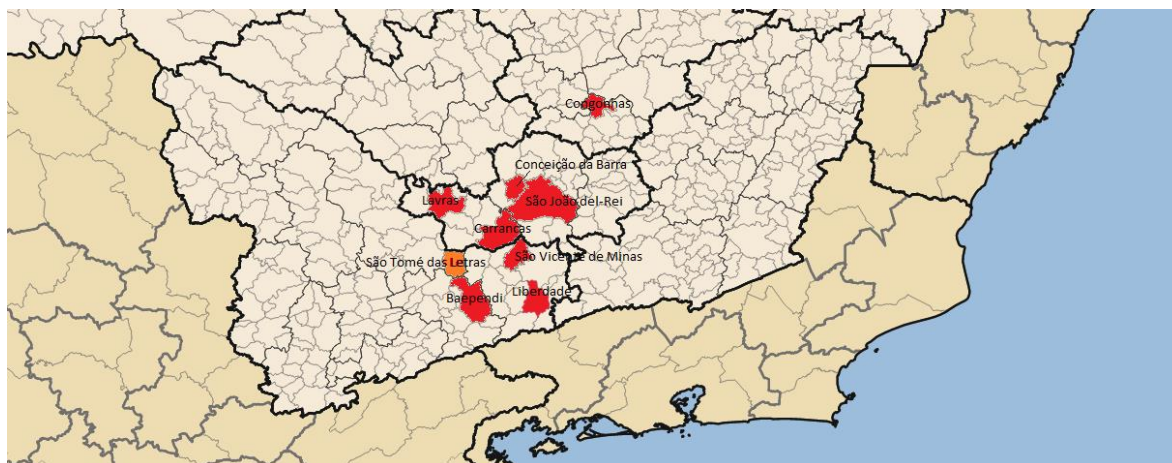 Congonhas
Conceição da Barra
Lavras
São João del-Rei
Carrancas
São Vicente de Minas
São Tomé das Letras
Liberdade
Baependi